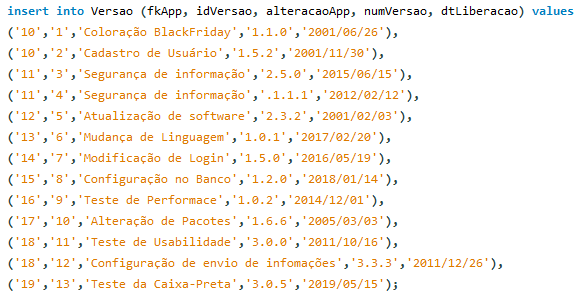 insert into Versao (fkApp, idVersao, alteracaoApp, numVersao, dtLiberacao) values
('10','1','Coloração BlackFriday','1.1.0','2001/06/26'),
('10','2','Cadastro de Usuário','1.5.2','2001/11/30'),
('11','3','Segurança de informação','2.5.0','2015/06/15'),
('11','4','Segurança de informação','.1.1.1','2012/02/12'),
('12','5','Atualização de software','2.3.2','2001/02/03'),
('13','6','Mudança de Linguagem','1.0.1','2017/02/20'),
('14','7','Modificação de Login','1.5.0','2016/05/19'),
('15','8','Configuração no Banco','1.2.0','2018/01/14'),
('16','9','Teste de Performace','1.0.2','2014/12/01'),
('17','10','Alteração de Pacotes','1.6.6','2005/03/03'),
('18','11','Teste de Usabilidade','3.0.0','2011/10/16'),
('18','12','Configuração de envio de infomações','3.3.3','2011/12/26'),
('19','13','Teste da Caixa-Preta','3.0.5','2019/05/15');